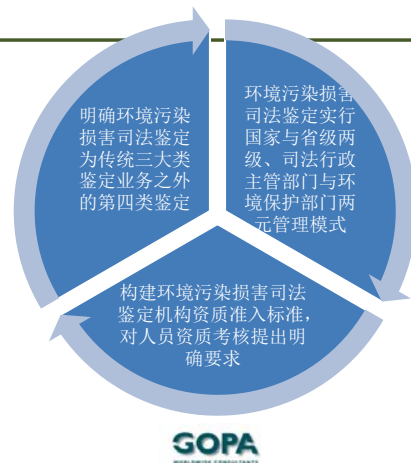 明确环境污染
损害司法鉴定
为传统三大类
鉴定业务之外
的第四类鉴定
环境污染损害
司法鉴定实行
国家与省级两
级、司法行政
主管部门与环
境保护部门两
元管理模式
构建环境污染损害司法
鉴定机构资质准入标准，
对人员资质考核提出明
确要求
GOPA
WORLDWIDE CONSULTANTS